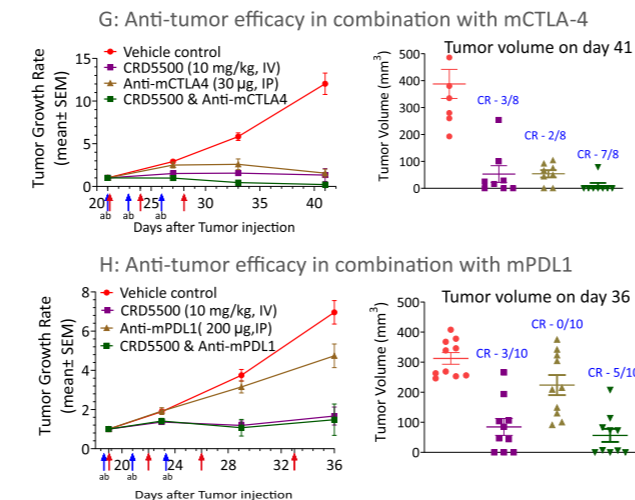 G: Anti-tumor efficacy in combination with mCTLA-4
Tumor Growth Rate
(mean± SEM)
15
10
5
0
Vehicle control
CRD5500 (10 mg/kg, IV)
Anti-mCTLA4 (30 µg, IP)
CRD5500 & Anti-mCTLA4
20 25 30 35 40
ab ab ab
Days after Tumor injection
Tumor volume on day 41
Tumor Volume (mm³)
500
400
300
200
100
0
CR - 3/8
CR - 2/8
CR - 7/8
H: Anti-tumor efficacy in combination with mPDL1
Tumor Growth Rate
(mean± SEM)
8
6
4
2
0
Vehicle control
CRD5500 (10 mg/kg, IV)
Anti-mPDL1( 200 µg,IP)
CRD5500 & Anti-mPDL1
20 24 28 32 36
ab ab ab
Days after Tumor injection
Tumor volume on day 36
Tumor Volume (mm³)
500
400
300
200
100
0
CR - 3/10
CR - 0/10
CR - 5/10